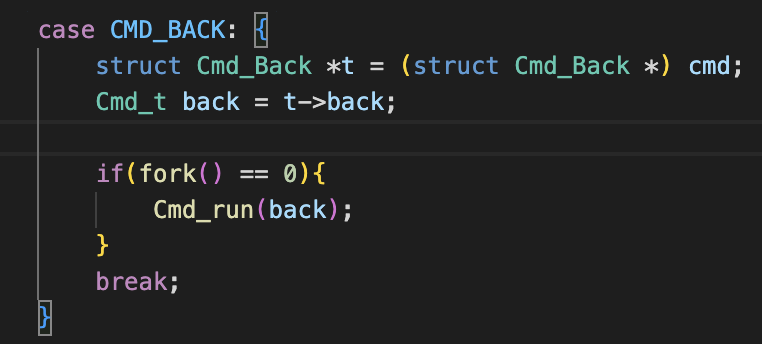 case CMD_BACK: {
    struct Cmd_Back *t = (struct Cmd_Back *) cmd;
    Cmd_t back = t->back;
    if(fork() == 0){
        Cmd_run(back);
    }
    break;
}